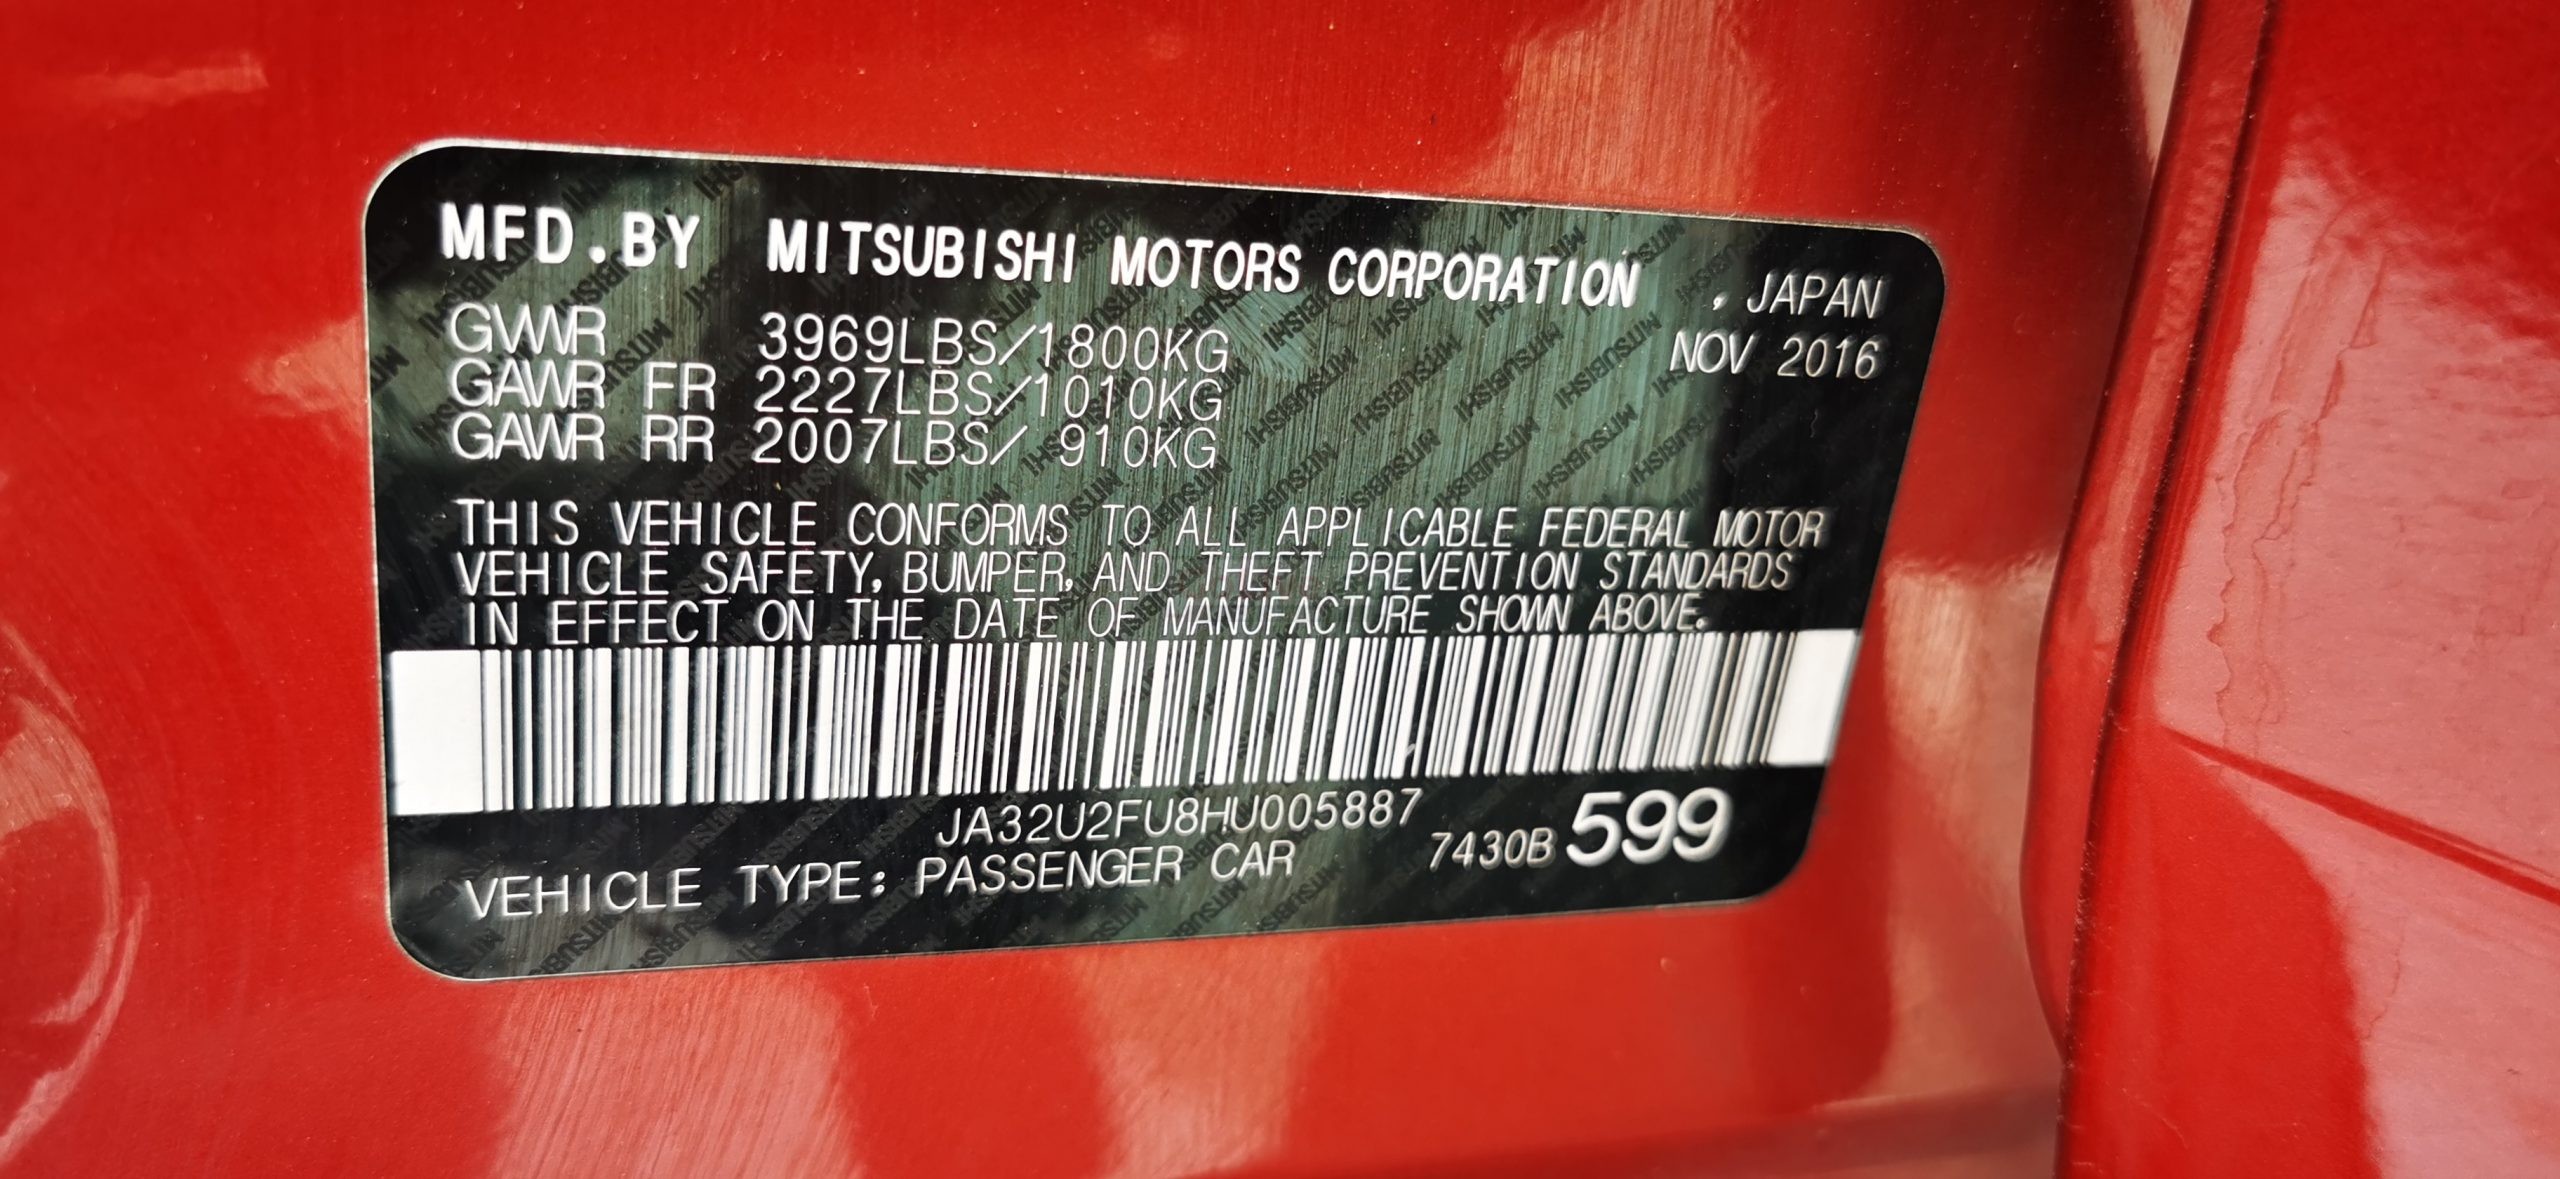 MFD.BY MITSUBISHI MOTORS CORPORATION , JAPAN
GVWR 3969LBS/1800KG NOV 2016
GAWR FR 2227LBS/1010KG
GAWR RR 2007LBS/ 910KG
THIS VEHICLE CONFORMS TO ALL APPLICABLE FEDERAL MOTOR
VEHICLE SAFETY, BUMPER, AND THEFT PREVENTION STANDARDS
IN EFFECT ON THE DATE OF MANUFACTURE SHOWN ABOVE.
JA32U2FU8HU005887
VEHICLE TYPE: PASSENGER CAR 7430B 599